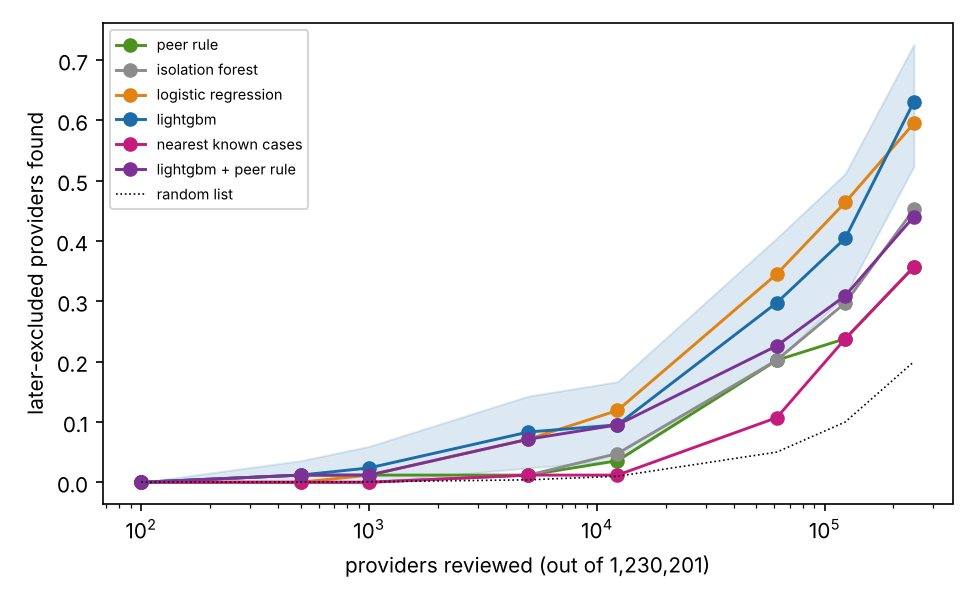 peer rule
isolation forest
logistic regression
lightgbm
nearest known cases
lightgbm + peer rule
random list
later-excluded providers found
0.7
0.6
0.5
0.4
0.3
0.2
0.1
0.0
10² 10³ 10⁴ 10⁵
providers reviewed (out of 1,230,201)